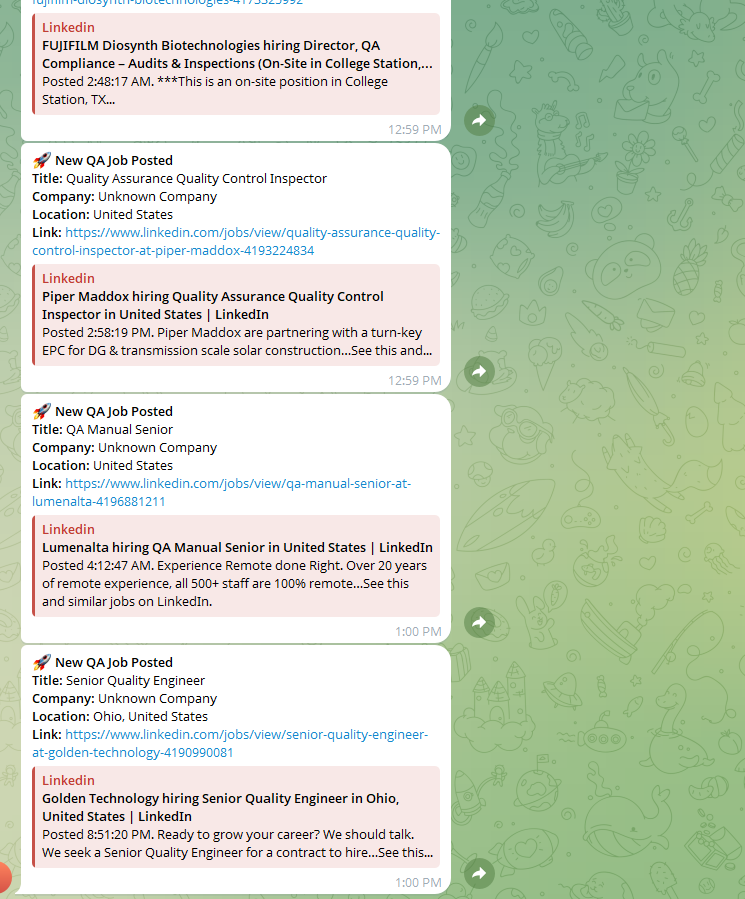 fujifilm-diosynth-biotechnologies-4173325992
Linkedin
FUJIFILM Diosynth Biotechnologies hiring Director, QA
Compliance – Audits & Inspections (On-Site in College Station,...
Posted 2:48:17 AM. ***This is an on-site position in College
Station, TX...
12:59 PM
🚀 New QA Job Posted
Title: Quality Assurance Quality Control Inspector
Company: Unknown Company
Location: United States
Link: https://www.linkedin.com/jobs/view/quality-assurance-quality-
control-inspector-at-piper-maddox-4193224834
Linkedin
Piper Maddox hiring Quality Assurance Quality Control
Inspector in United States | LinkedIn
Posted 2:58:19 PM. Piper Maddox are partnering with a turn-key
EPC for DG & transmission scale solar construction…See this and...
12:59 PM
🚀 New QA Job Posted
Title: QA Manual Senior
Company: Unknown Company
Location: United States
Link: https://www.linkedin.com/jobs/view/qa-manual-senior-at-
lumenalta-4196881211
Linkedin
Lumenalta hiring QA Manual Senior in United States | LinkedIn
Posted 4:12:47 AM. Experience Remote done Right. Over 20 years
of remote experience, all 500+ staff are 100% remote…See this
and similar jobs on LinkedIn.
1:00 PM
🚀 New QA Job Posted
Title: Senior Quality Engineer
Company: Unknown Company
Location: Ohio, United States
Link: https://www.linkedin.com/jobs/view/senior-quality-engineer-
at-golden-technology-4190990081
Linkedin
Golden Technology hiring Senior Quality Engineer in Ohio,
United States | LinkedIn
Posted 8:51:20 PM. Ready to grow your career? We should talk.
We seek a Senior Quality Engineer for a contract to hire…See this...
1:00 PM